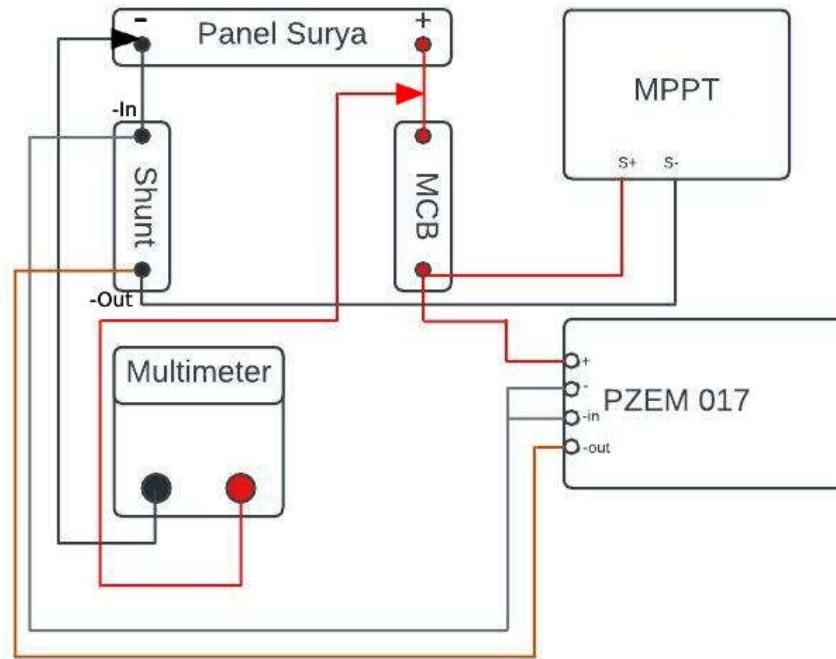 -
Panel Surya
+
MPPT
S+
S-
-In
Shunt
-Out
MCB
Multimeter
PZEM 017
+
-
-in
-out